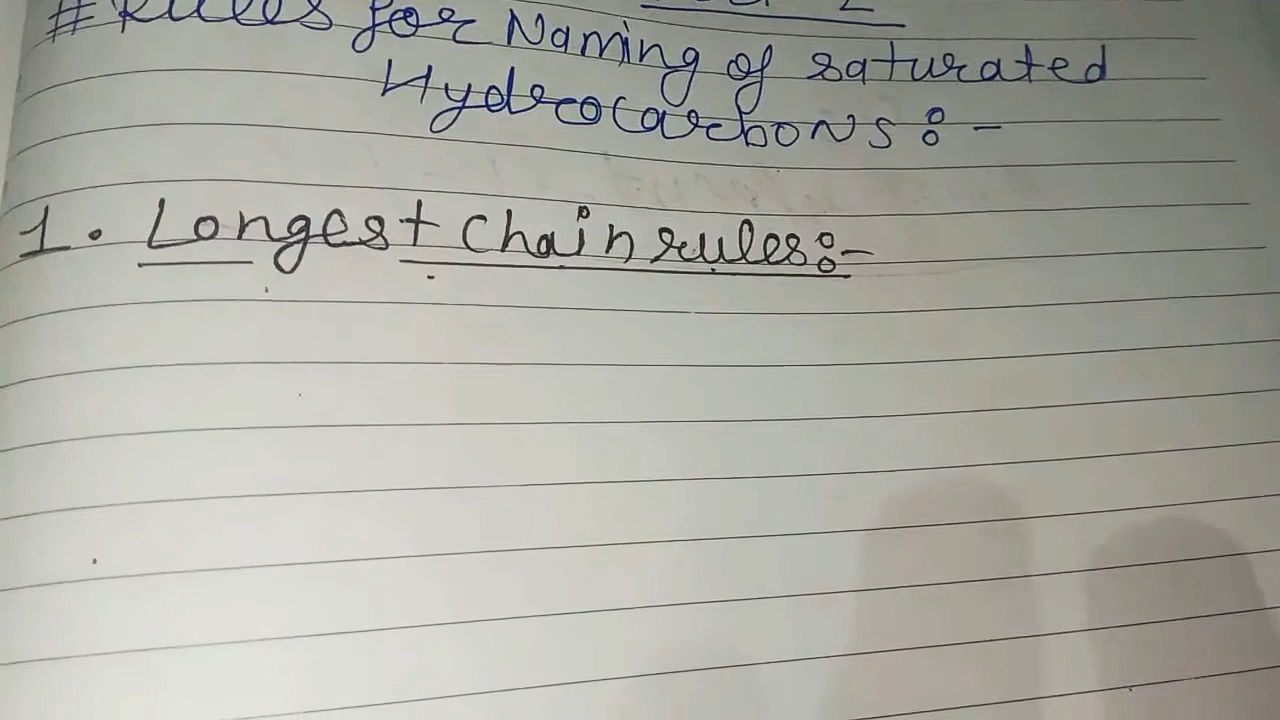 # Rules for Naming of saturated
Hydrocarbons :-
1. Longest chain rules:-